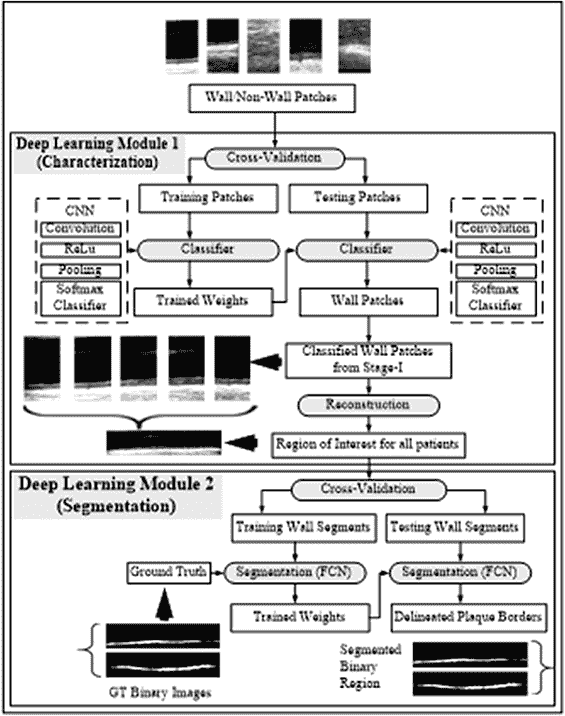 Wall/Non-Wall Patches
Deep Learning Module 1
(Characterization)
Cross-Validation
Training Patches
Testing Patches
CNN
Convolution
ReLu
Pooling
Softmax
Classifier
Classifier
Classifier
CNN
Convolution
ReLu
Pooling
Softmax
Classifier
Trained Weights
Wall Patches
Classified Wall Patches
from Stage-I
Reconstruction
Region of Interest for all patients
Deep Learning Module 2
(Segmentation)
Cross-Validation
Training Wall Segments
Testing Wall Segments
Ground Truth
Segmentation (FCN)
Segmentation (FCN)
Trained Weights
Delineated Plaque Borders
GT Binary Images
Segmented
Binary
Region